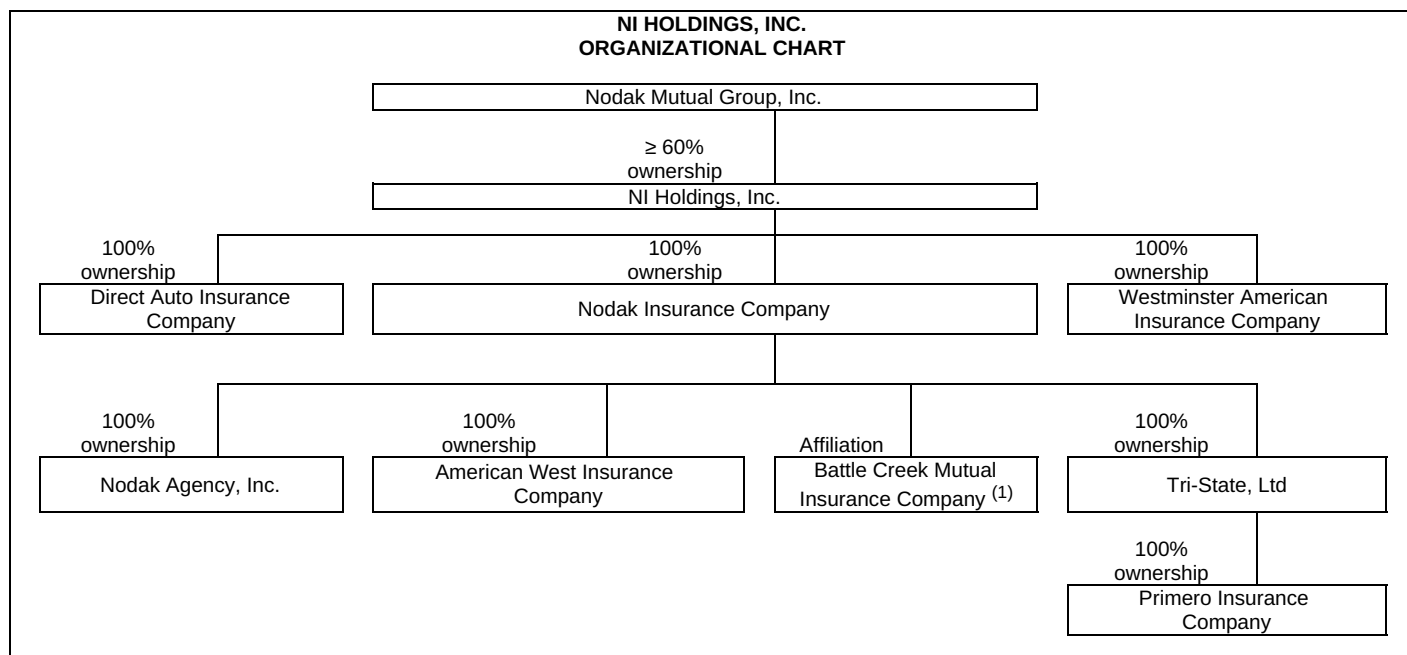 NI HOLDINGS, INC.
ORGANIZATIONAL CHART
Nodak Mutual Group, Inc.
≥ 60%
ownership
NI Holdings, Inc.
100%
ownership
Direct Auto Insurance
Company
100%
ownership
Nodak Insurance Company
100%
ownership
Westminster American
Insurance Company
100%
ownership
Nodak Agency, Inc.
100%
ownership
American West Insurance
Company
Affiliation
Battle Creek Mutual
Insurance Company (1)
100%
ownership
Tri-State, Ltd
100%
ownership
Primero Insurance
Company